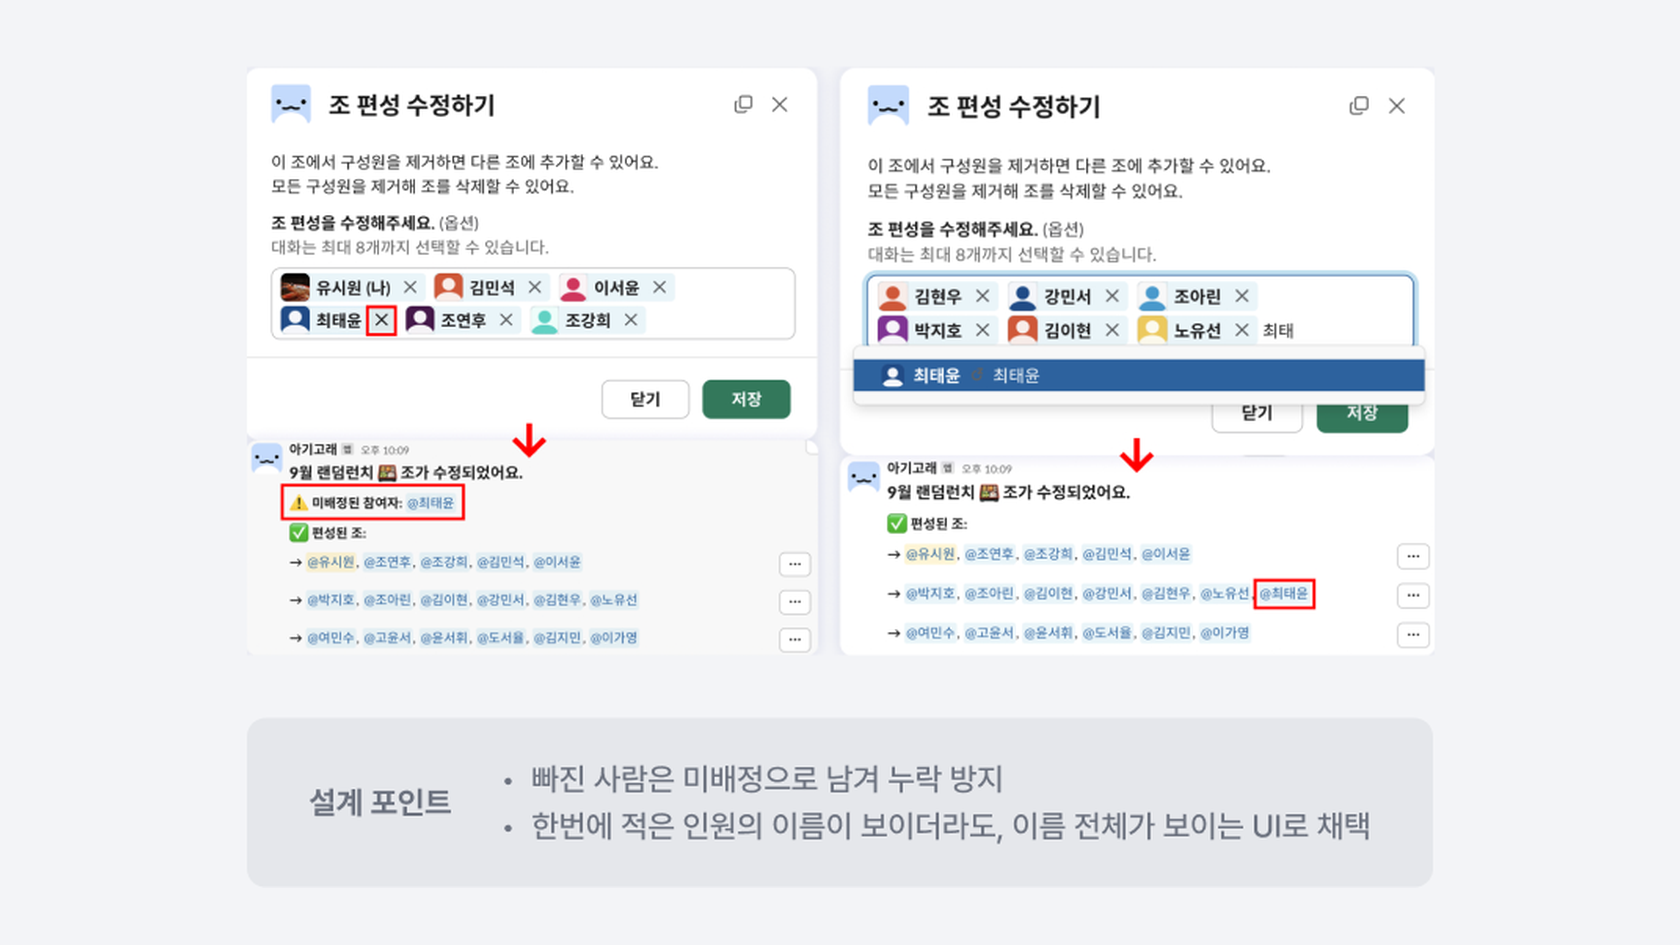 조 편성 수정하기
이 조에서 구성원을 제거하면 다른 조에 추가할 수 있어요.
모든 구성원을 제거해 조를 삭제할 수 있어요.
조 편성을 수정해주세요. (옵션)
대화는 최대 8개까지 선택할 수 있습니다.
유시원 (나) 김민석 이서윤
최태윤 조연후 조강희
닫기 저장
아기고래 앱 오후 10:09
9월 랜덤런치 🍱 조가 수정되었어요.
⚠️ 미배정된 참여자: @최태윤
✅ 편성된 조:
→ @유시원, @조연후, @조강희, @김민석, @이서윤
→ @박지호, @조아린, @김이현, @강민서, @김현우, @노유선
→ @여민수, @고윤서, @윤서휘, @도서율, @김지민, @이가영
조 편성 수정하기
이 조에서 구성원을 제거하면 다른 조에 추가할 수 있어요.
모든 구성원을 제거해 조를 삭제할 수 있어요.
조 편성을 수정해주세요. (옵션)
대화는 최대 8개까지 선택할 수 있습니다.
김현우 강민서 조아린
박지호 김이현 노유선 최태
최태윤 최태윤
닫기 저장
아기고래 앱 오후 10:09
9월 랜덤런치 🍱 조가 수정되었어요.
✅ 편성된 조:
→ @유시원, @조연후, @조강희, @김민석, @이서윤
→ @박지호, @조아린, @김이현, @강민서, @김현우, @노유선, @최태윤
→ @여민수, @고윤서, @윤서휘, @도서율, @김지민, @이가영
설계 포인트
• 빠진 사람은 미배정으로 남겨 누락 방지
• 한번에 적은 인원의 이름이 보이더라도, 이름 전체가 보이는 UI로 채택